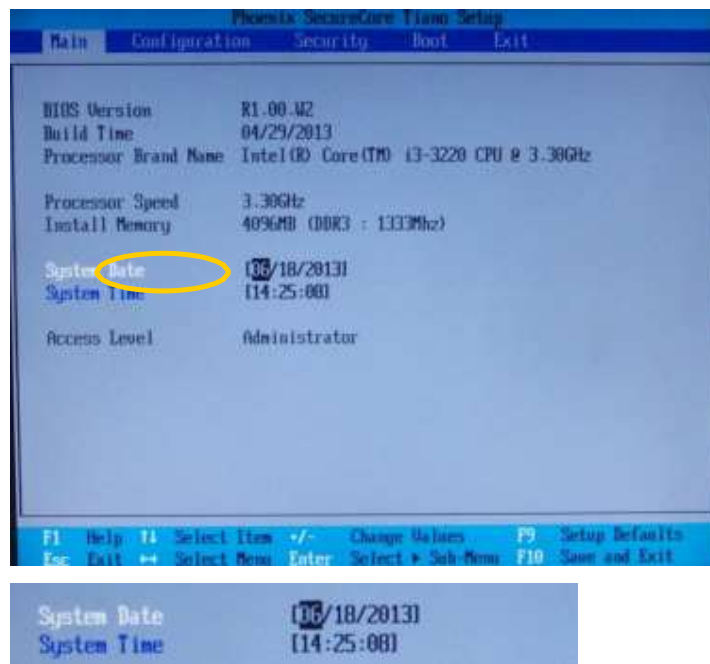 Phoenix SecureCore Tiano Setup
Main Configuration Security Boot Exit
BIOS Version R1.00.W2
Build Time 04/29/2013
Processor Brand Name Intel(R) Core(TM) i3-3220 CPU @ 3.30GHz
Processor Speed 3.30GHz
Install Memory 4096MB (DDR3 : 1333Mhz)
System Date [06/18/2013]
System Time [14:25:08]
Access Level Administrator
F1 Help ↑↓ Select Item +/- Change Values F9 Setup Defaults
Esc Exit ↔ Select Menu Enter Select ▸ Sub-Menu F10 Save and Exit
System Date [06/18/2013]
System Time [14:25:08]